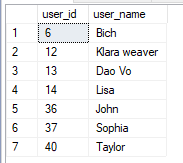 user_id user_name
1 6 Bich
2 12 Klara weaver
3 13 Dao Vo
4 14 Lisa
5 36 John
6 37 Sophia
7 40 Taylor